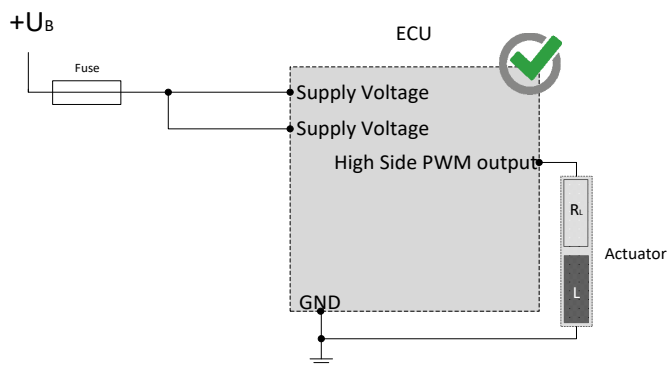 +UB
ECU
Fuse
Supply Voltage
Supply Voltage
High Side PWM output
RL
Actuator
L
GND